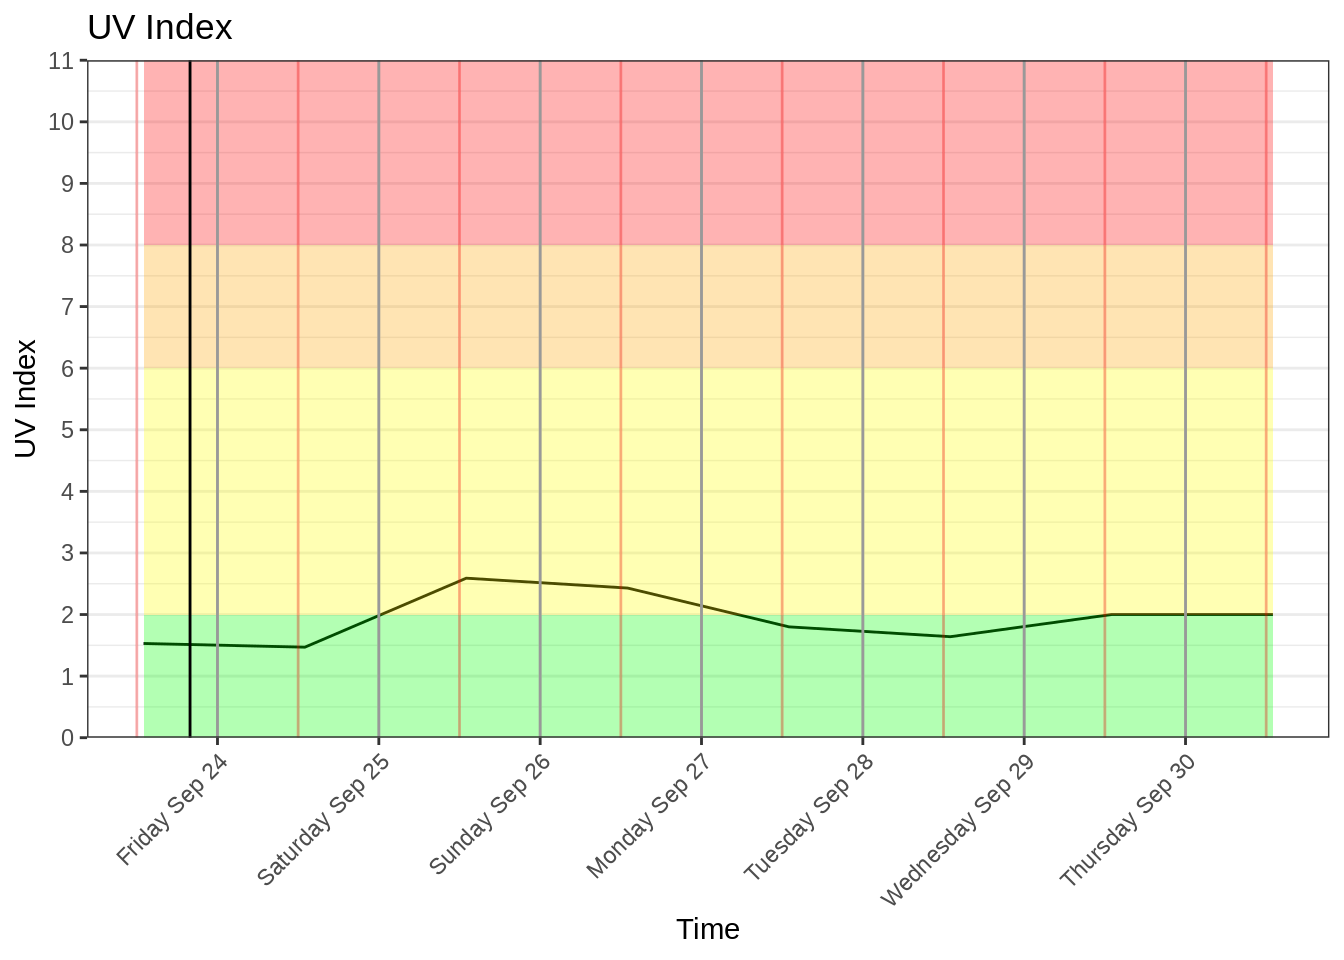 UV Index
11
10
9
8
7
6
5
4
3
2
1
0
UV Index
Friday Sep 24
Saturday Sep 25
Sunday Sep 26
Monday Sep 27
Tuesday Sep 28
Wednesday Sep 29
Thursday Sep 30
Time